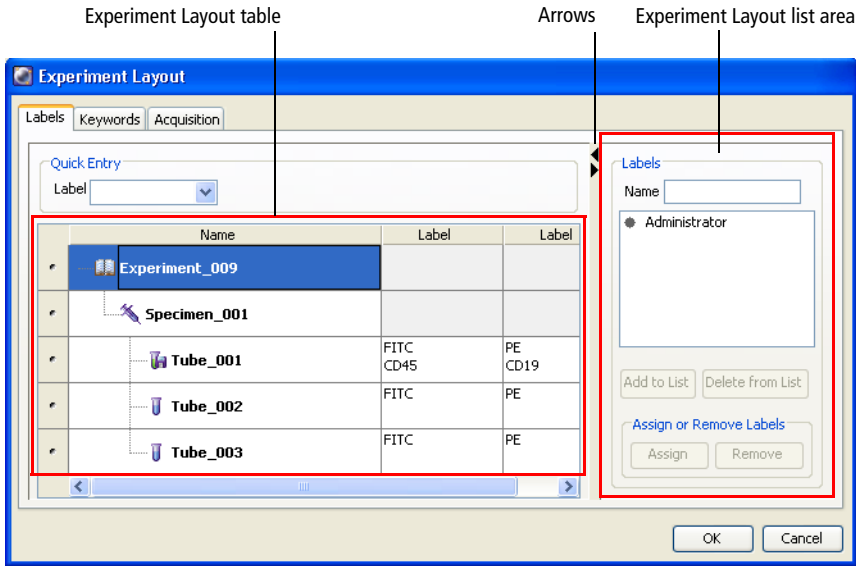 Experiment Layout table
Arrows
Experiment Layout list area
Experiment Layout
Labels
Keywords
Acquisition
Quick Entry
Label
Name
Label
Label
Experiment_009
Specimen_001
Tube_001
FITC
CD45
PE
CD19
Tube_002
FITC
PE
Tube_003
FITC
PE
Labels
Name
Administrator
Add to List
Delete from List
Assign or Remove Labels
Assign
Remove
OK
Cancel